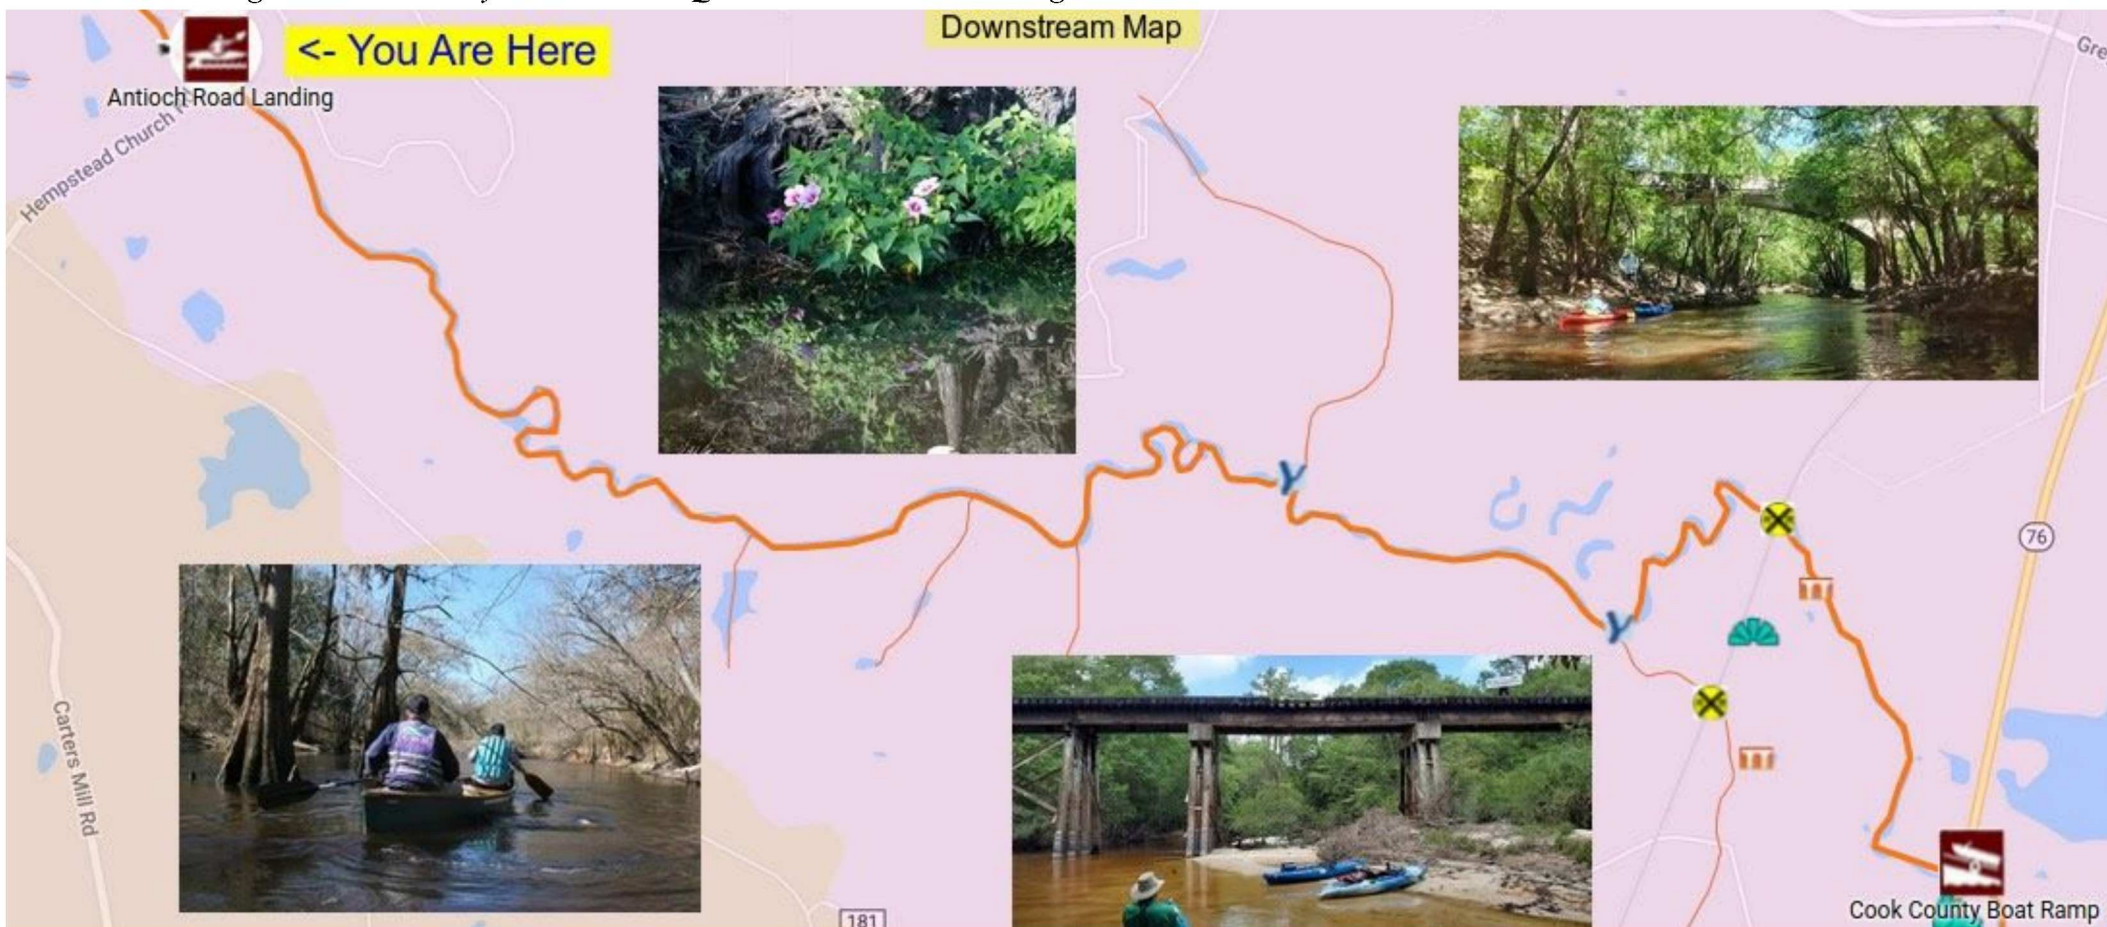 Downstream Map
<- You Are Here
Antioch Road Landing
Hempstead Church
Gre
76
Carters Mill Rd
181
Cook County Boat Ramp